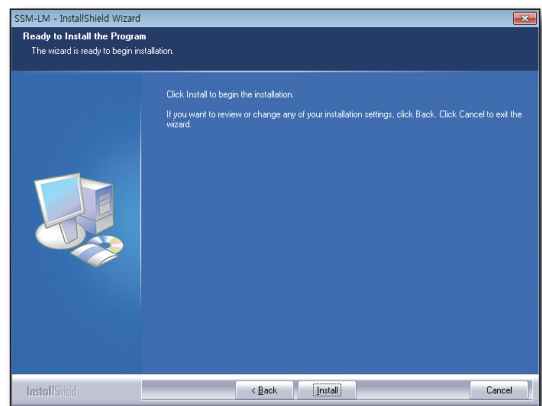 SSM-LM - InstallShield Wizard
Ready to Install the Program
The wizard is ready to begin installation.
Click Install to begin the installation.
If you want to review or change any of your installation settings, click Back. Click Cancel to exit the
wizard.
InstallShield
< Back
Install
Cancel